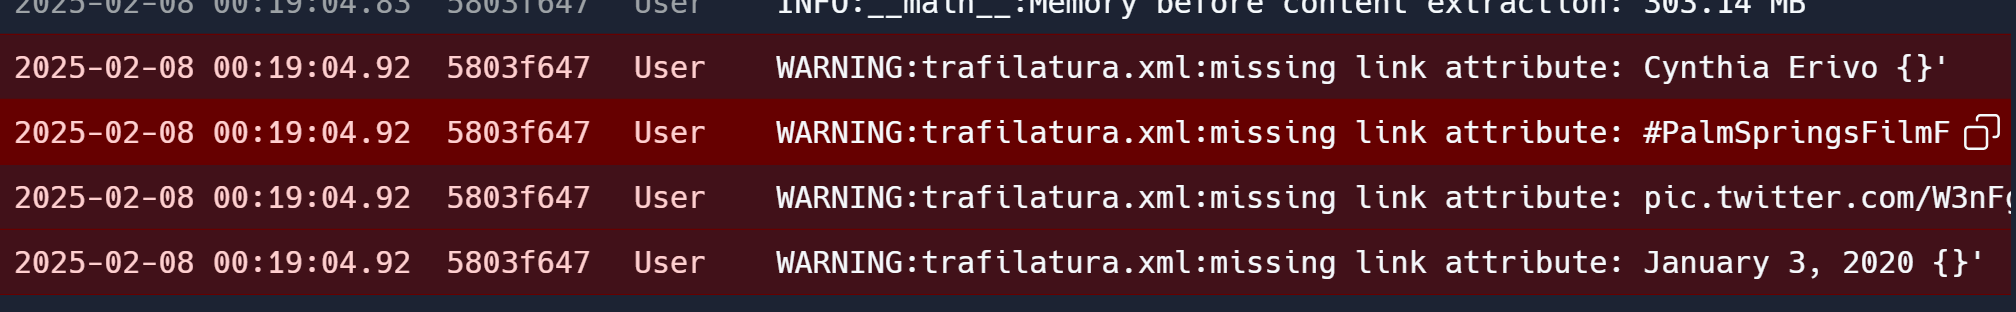 2025-02-08 00:19:04.83 5803f647 User INFO:__math__:Memory before content extraction: 303.14 MB
2025-02-08 00:19:04.92 5803f647 User WARNING:trafilatura.xml:missing link attribute: Cynthia Erivo {}'
2025-02-08 00:19:04.92 5803f647 User WARNING:trafilatura.xml:missing link attribute: #PalmSpringsFilmF
2025-02-08 00:19:04.92 5803f647 User WARNING:trafilatura.xml:missing link attribute: pic.twitter.com/W3nF
2025-02-08 00:19:04.92 5803f647 User WARNING:trafilatura.xml:missing link attribute: January 3, 2020 {}'